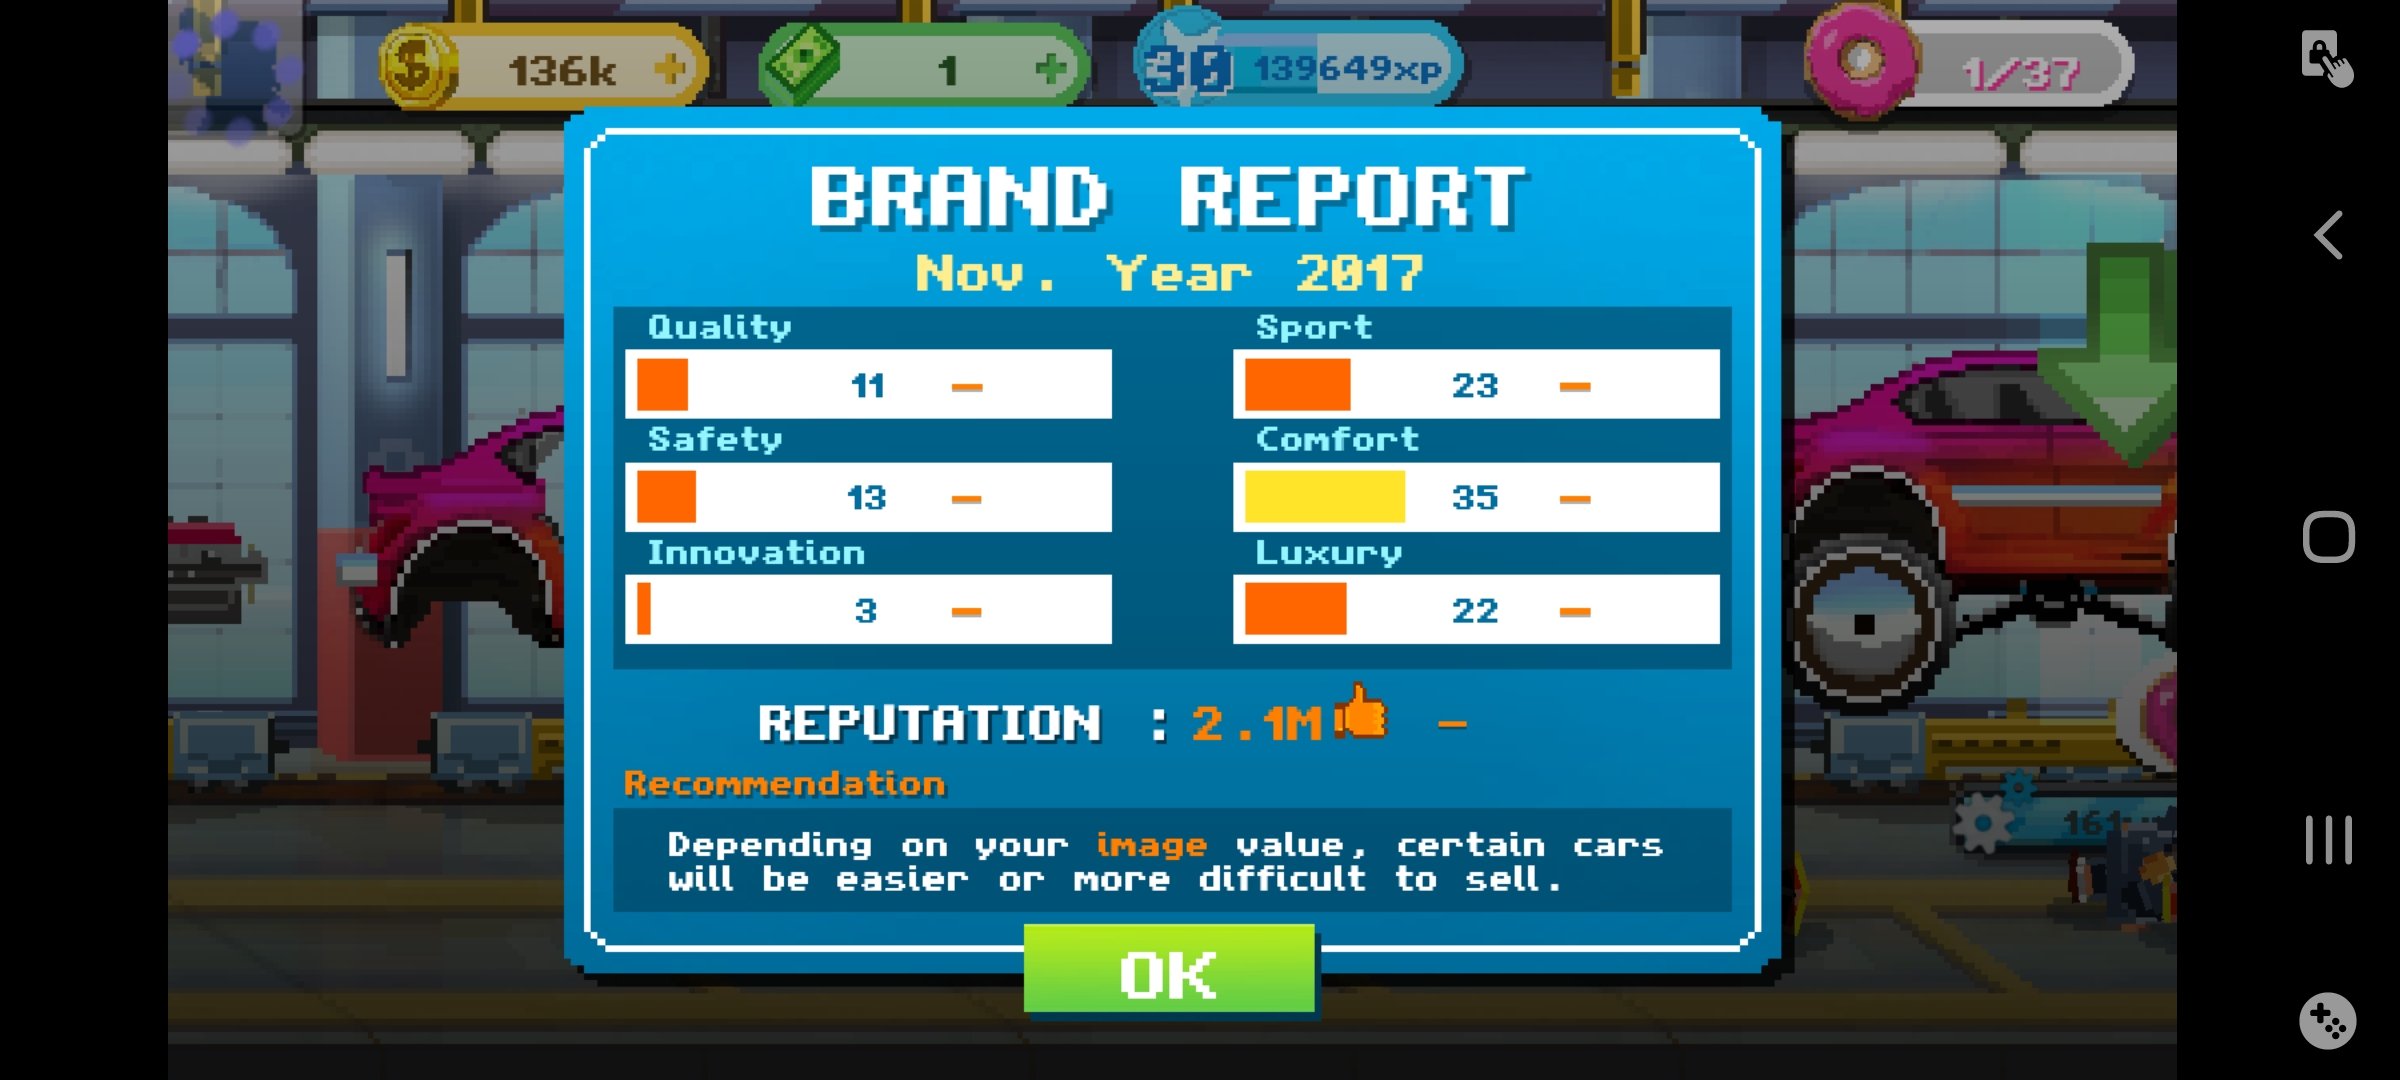 136k
1
30 139649xp
1/37
BRAND REPORT
Nov. Year 2017
Quality
Sport
11 –
23 –
Safety
Comfort
13 –
35 –
Innovation
Luxury
3 –
22 –
REPUTATION : 2.1M –
Recommendation
Depending on your image value, certain cars
will be easier or more difficult to sell.
OK